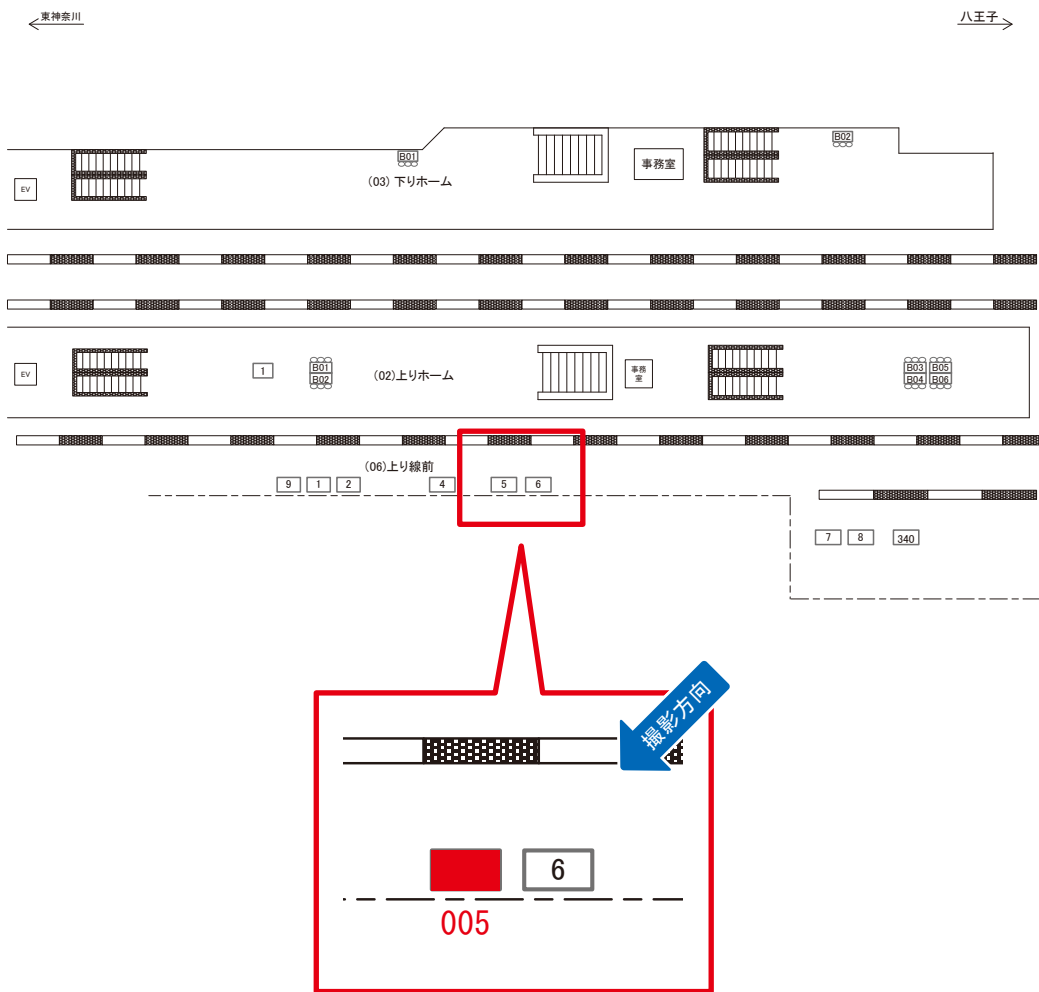 東神奈川
八王子
B01
B02
事務室
EV
(03) 下りホーム
EV
1
B01
B02
(02)上りホーム
事務
室
B03 B05
B04 B06
(06)上り線前
9 1 2 4 5 6
7 8 340
撮影方向
6
005